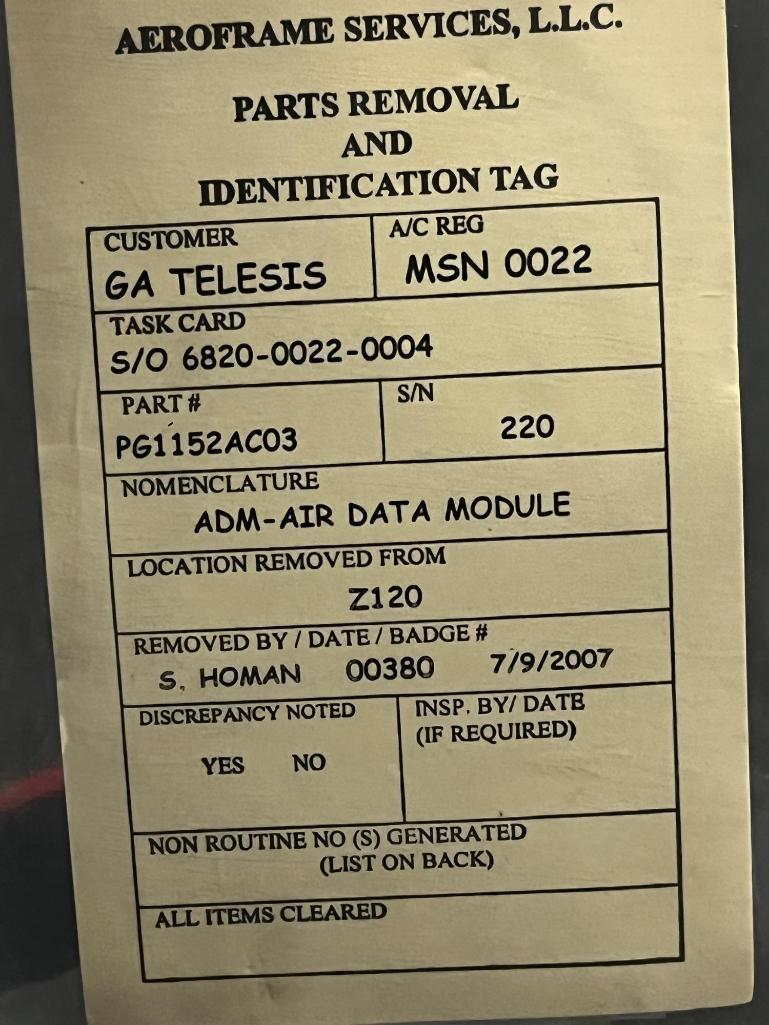 AEROFRAME SERVICES, L.L.C.
PARTS REMOVAL
AND
IDENTIFICATION TAG
CUSTOMER
GA TELESIS
A/C REG
MSN 0022
TASK CARD
S/O 6820-0022-0004
PART #
PG1152AC03
S/N
220
NOMENCLATURE
ADM-AIR DATA MODULE
LOCATION REMOVED FROM
Z120
REMOVED BY / DATE / BADGE #
S. HOMAN 00380 7/9/2007
DISCREPANCY NOTED
YES NO
INSP. BY/ DATE
(IF REQUIRED)
NON ROUTINE NO (S) GENERATED
(LIST ON BACK)
ALL ITEMS CLEARED